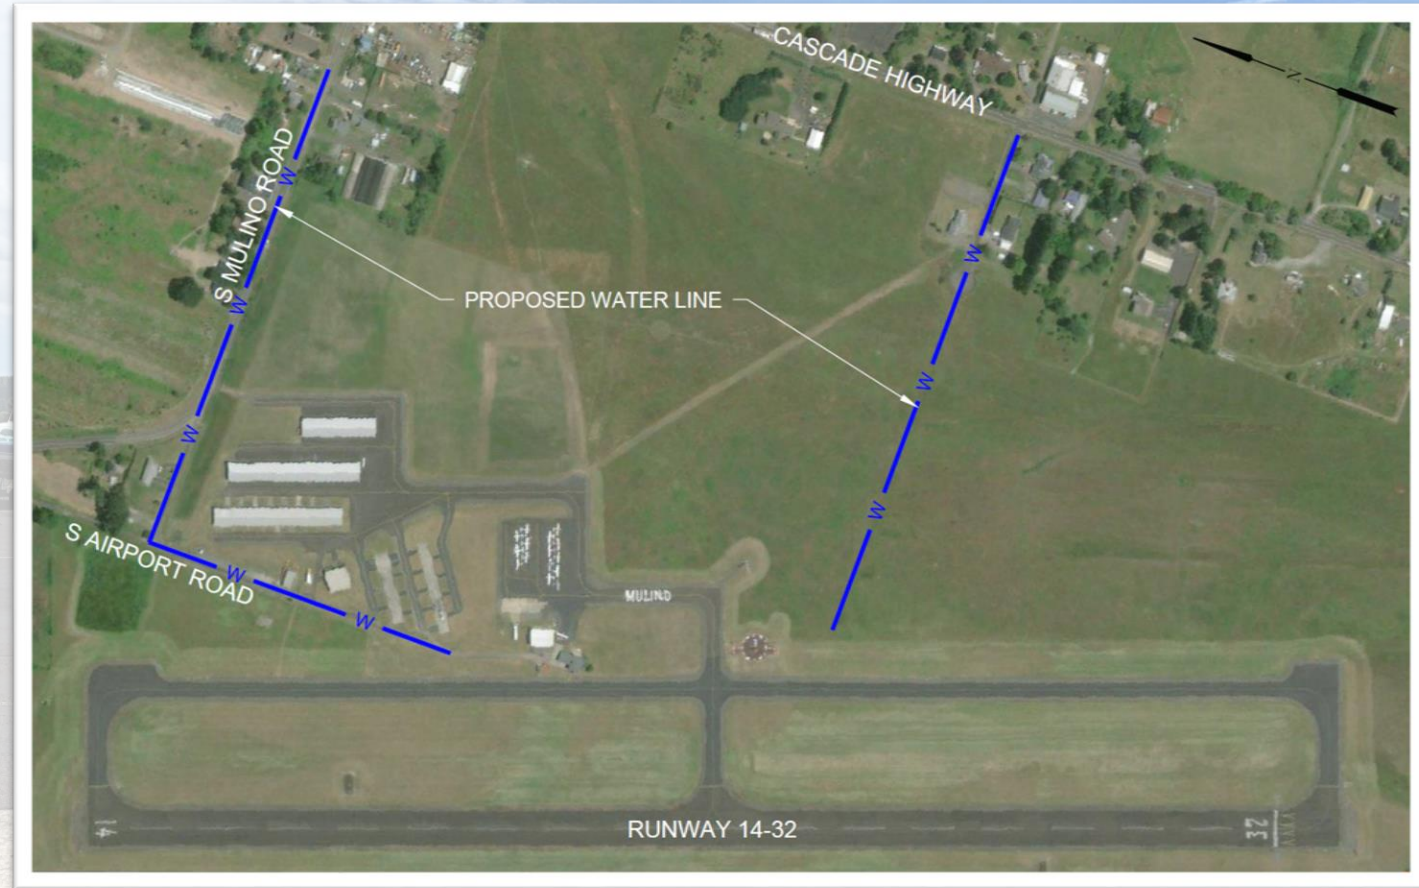 CASCADE HIGHWAY
N
S MULINO ROAD
W
W
PROPOSED WATER LINE
W
W
W
W
S AIRPORT ROAD
W
W
MULINO
RUNWAY 14-32
14
32